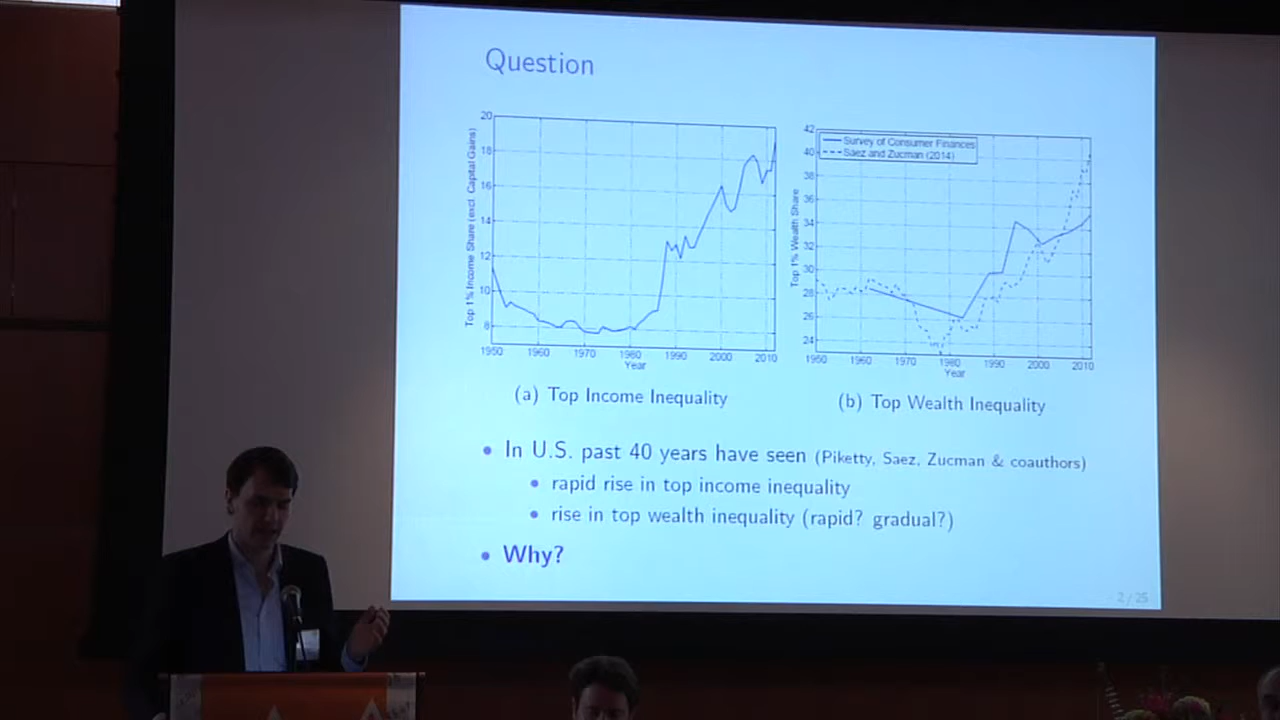 Question
20
18
16
14
12
10
8
Top 1% Income Share (excl. Capital Gains)
1950 1960 1970 1980 1990 2000 2010
Year
42
40
38
36
34
32
30
28
26
24
Top 1% Wealth Share
Survey of Consumer Finances
Saez and Zucman (2014)
1950 1960 1970 1980 1990 2000 2010
Year
(a) Top Income Inequality
(b) Top Wealth Inequality
• In U.S. past 40 years have seen (Piketty, Saez, Zucman & coauthors)
• rapid rise in top income inequality
• rise in top wealth inequality (rapid? gradual?)
• Why?
2 / 25